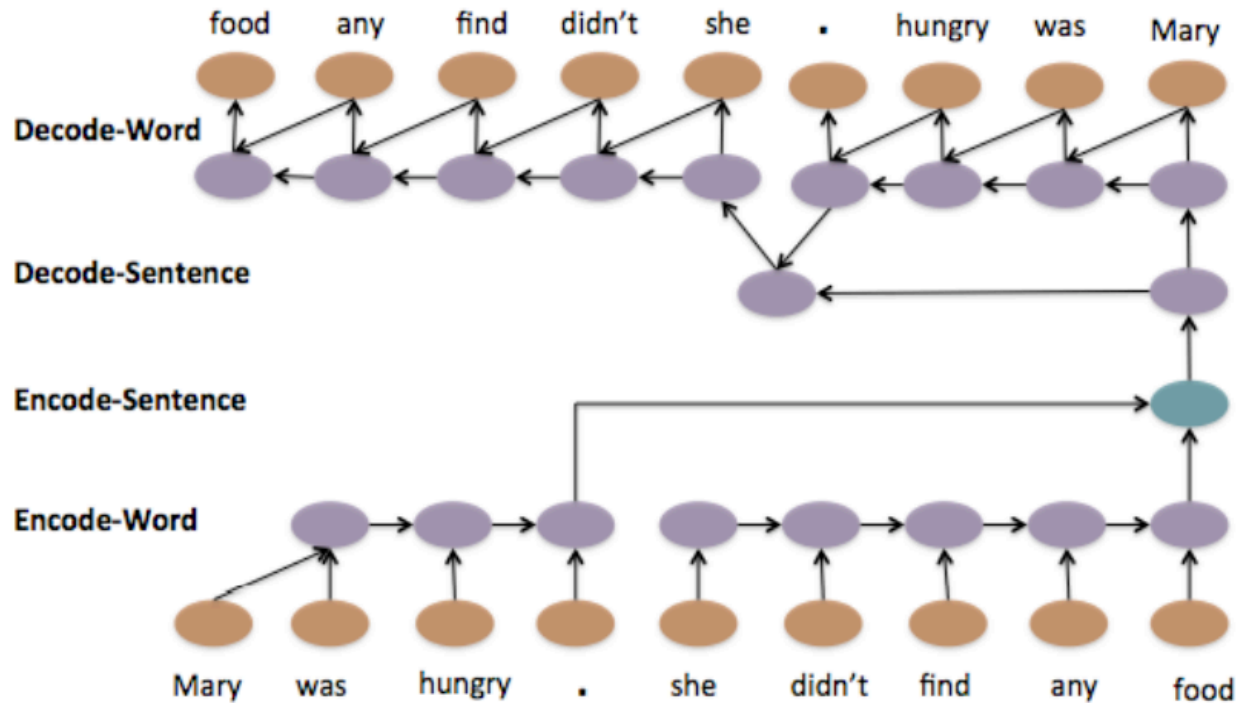 food any find didn't she . hungry was Mary
Decode-Word
Decode-Sentence
Encode-Sentence
Encode-Word
Mary was hungry . she didn't find any food